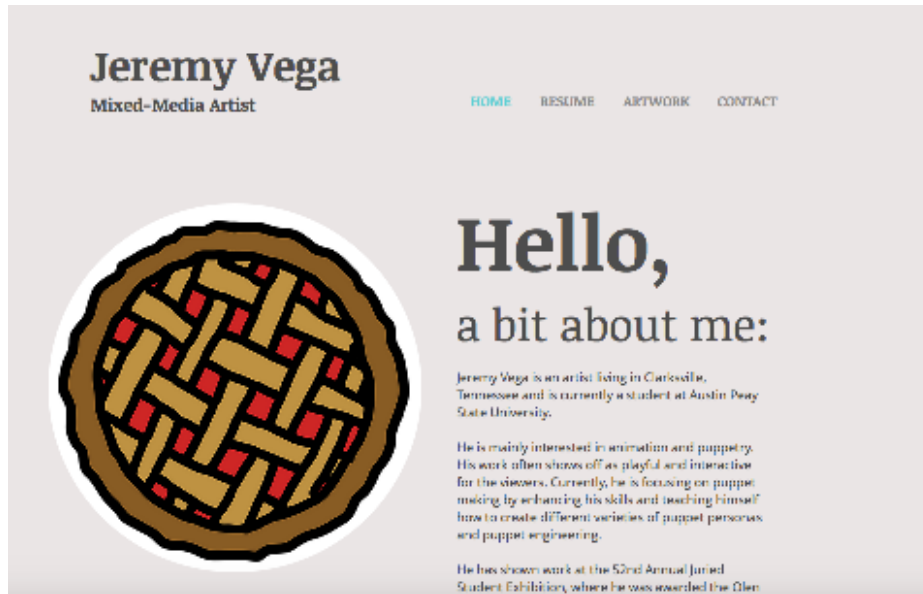 Jeremy Vega
Mixed-Media Artist
HOME RESUME ARTWORK CONTACT
Hello,
a bit about me:
Jeremy Vega is an artist living in Clarksville,
Tennessee and is currently a student at Austin Peay
State University.
He is mainly interested in animation and puppetry.
His work often shows off as playful and interactive
for the viewers. Currently, he is focusing on puppet
making by enhancing his skills and teaching himself
how to create different varieties of puppet personas
and puppet engineering.
He has shown work at the 52nd Annual Juried
Student Exhibition, where he was awarded the Olen